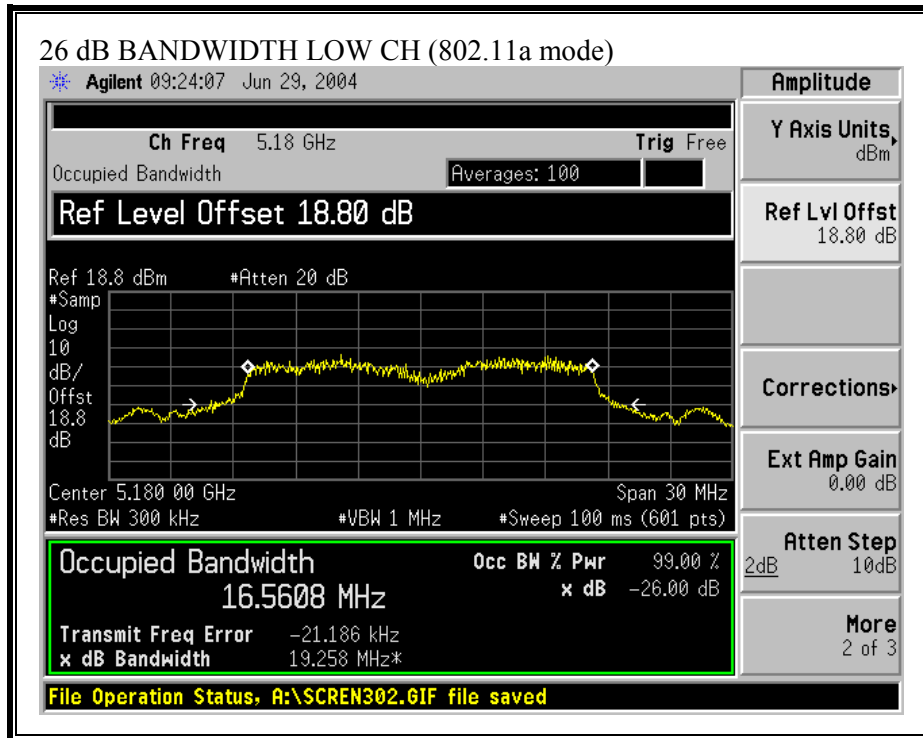 26 dB BANDWIDTH LOW CH (802.11a mode)
Agilent 09:24:07 Jun 29, 2004
Ch Freq 5.18 GHz Trig Free
Occupied Bandwidth Averages: 100
Ref Level Offset 18.80 dB
Ref 18.8 dBm #Atten 20 dB
#Samp
Log
10
dB/
Offst
18.8
dB
Center 5.180 00 GHz Span 30 MHz
#Res BW 300 kHz #VBW 1 MHz #Sweep 100 ms (601 pts)
Occupied Bandwidth Occ BW % Pwr 99.00 %
16.5608 MHz x dB -26.00 dB
Transmit Freq Error -21.186 kHz
x dB Bandwidth 19.258 MHz*
File Operation Status, A:\SCREN302.GIF file saved
Amplitude
Y Axis Units
dBm
Ref Lvl Offst
18.80 dB
Corrections
Ext Amp Gain
0.00 dB
Atten Step
2dB 10dB
More
2 of 3